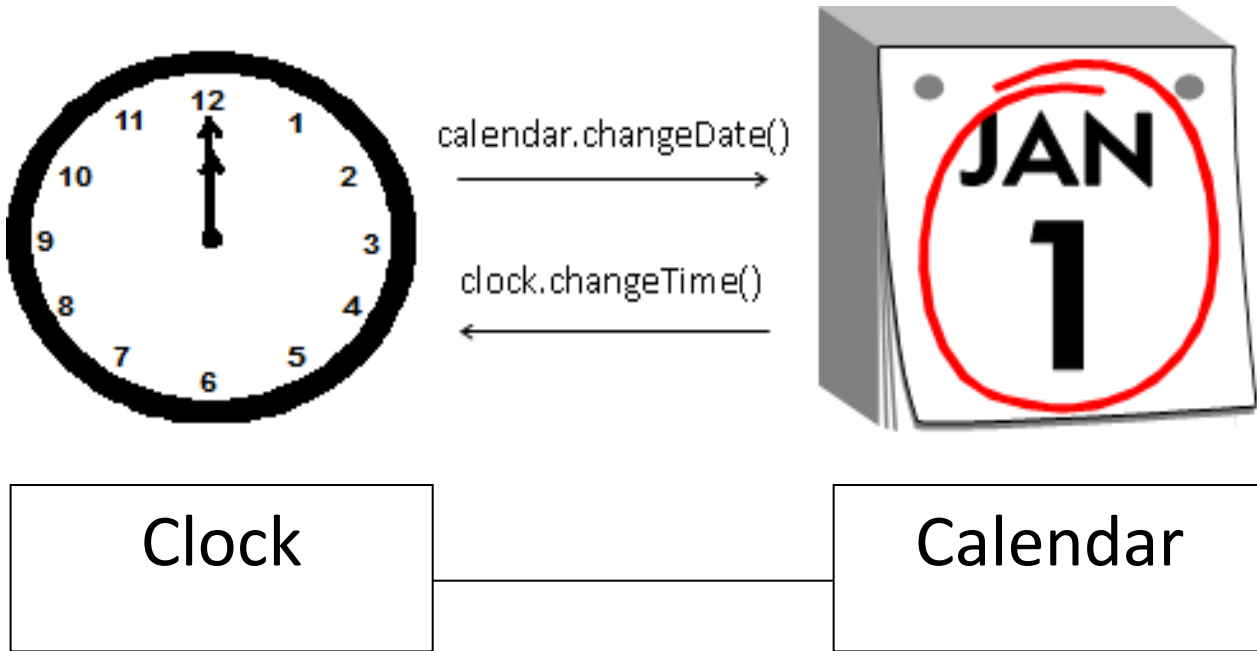 12
11
1
10
2
9
3
8
4
7
5
6
calendar.changeDate()
clock.changeTime()
JAN
1
Clock
Calendar